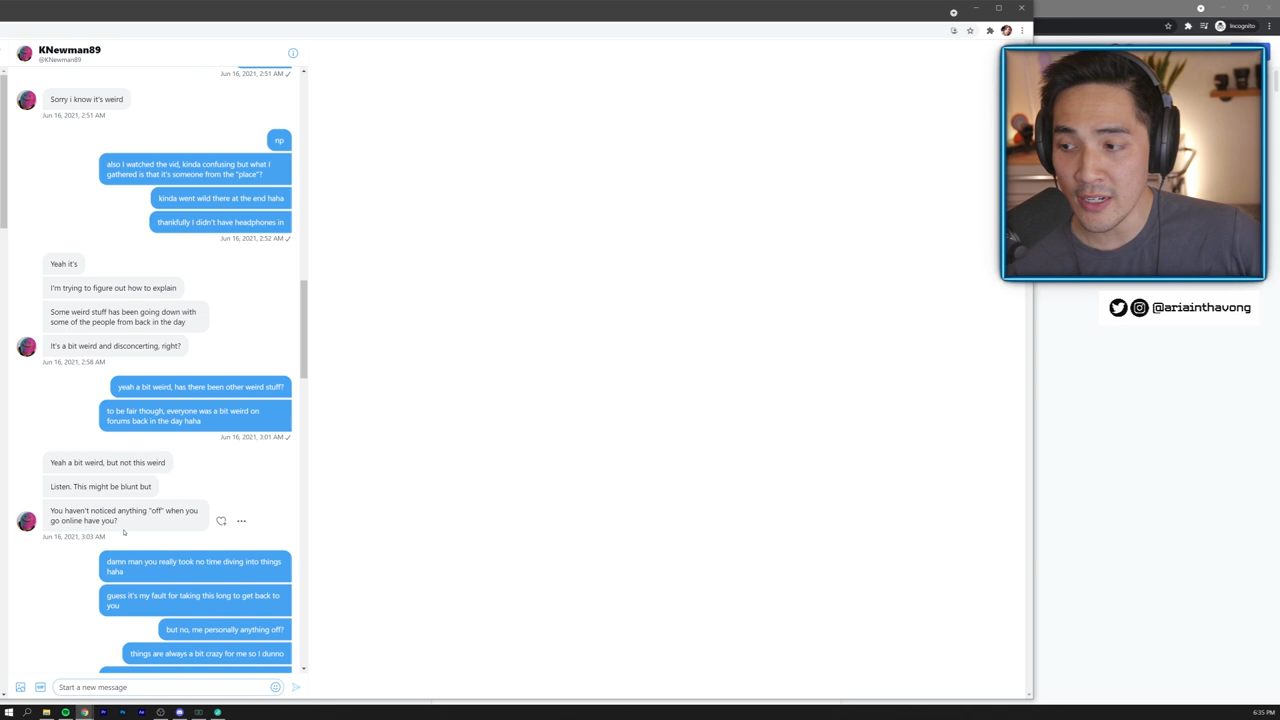 Incognito
KNewman89
@KNewman89
Jun 16, 2021, 2:51 AM
Sorry i know it's weird
Jun 16, 2021, 2:51 AM
np
also I watched the vid, kinda confusing but what I
gathered is that it's someone from the "place"?
kinda went wild there at the end haha
thankfully I didn't have headphones in
Jun 16, 2021, 2:52 AM
Yeah it's
I'm trying to figure out how to explain
Some weird stuff has been going down with
some of the people from back in the day
It's a bit weird and disconcerting, right?
Jun 16, 2021, 2:58 AM
yeah a bit weird, has there been other weird stuff?
to be fair though, everyone was a bit weird on
forums back in the day haha
Jun 16, 2021, 3:01 AM
Yeah a bit weird, but not this weird
Listen. This might be blunt but
You haven't noticed anything "off" when you
go online have you?
Jun 16, 2021, 3:03 AM
damn man you really took no time diving into things
haha
guess it's my fault for taking this long to get back to
you
but no, me personally anything off?
things are always a bit crazy for me so I dunno
GIF
Start a new message
@ariainthavong
6:35 PM